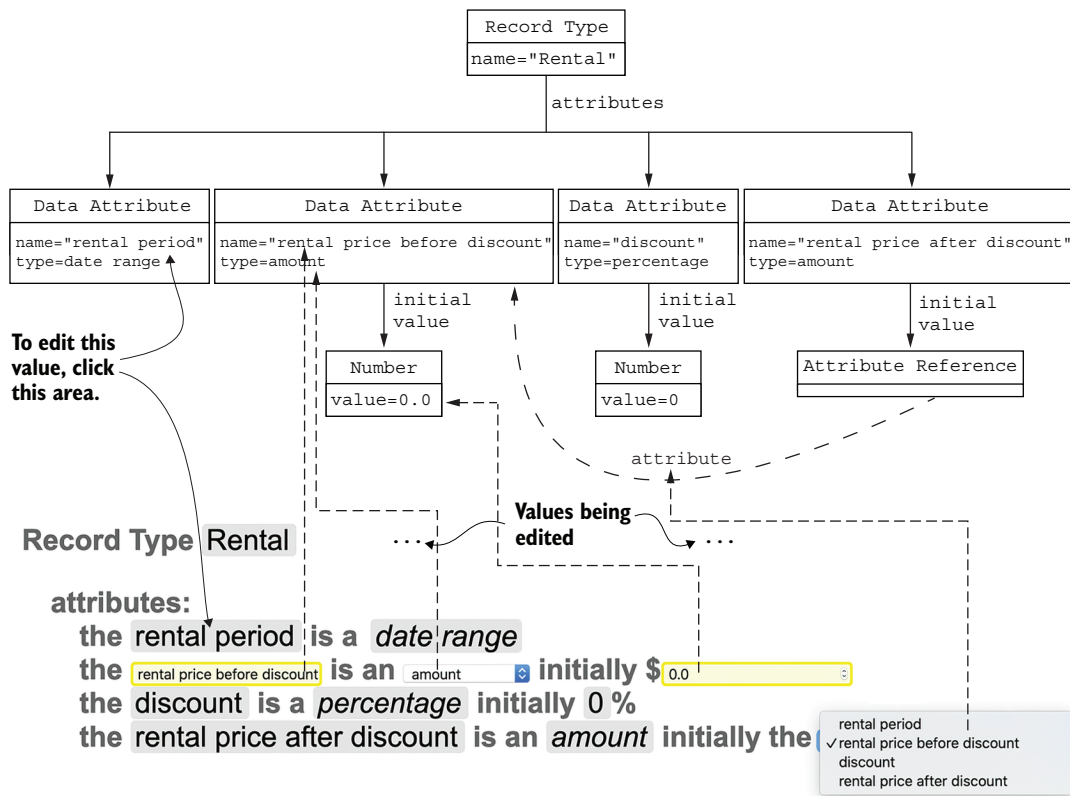 Record Type
name="Rental"
attributes
Data Attribute
name="rental period"
type=date range
Data Attribute
name="rental price before discount"
type=amount
Data Attribute
name="discount"
type=percentage
Data Attribute
name="rental price after discount"
type=amount
initial
value
initial
value
initial
value
To edit this
value, click
this area.
Number
value=0.0
Number
value=0
Attribute Reference
attribute
Values being
edited
Record Type Rental
...
...
attributes:
the rental period is a date range
the rental price before discount is an amount initially $ 0.0
the discount is a percentage initially 0 %
the rental price after discount is an amount initially the
rental period
✓ rental price before discount
discount
rental price after discount